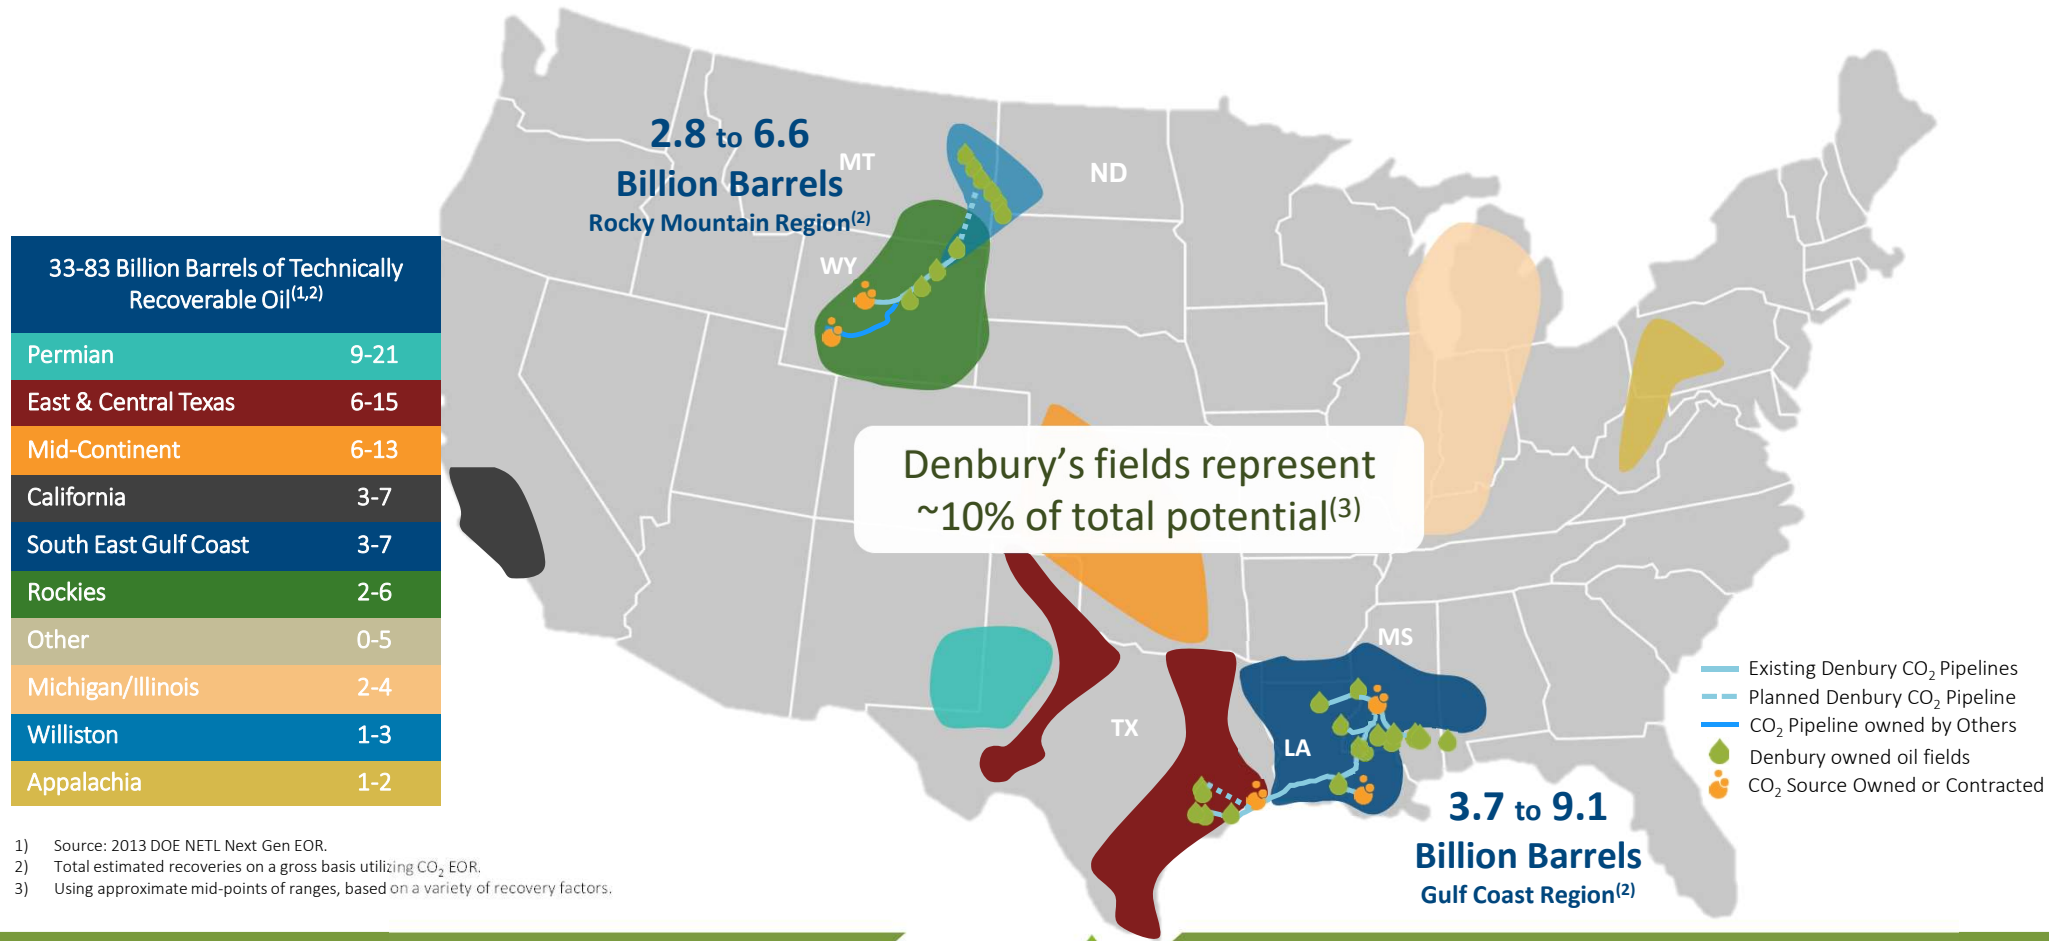 2.8 to 6.6
Billion Barrels
Rocky Mountain Region(2)
MT
ND
WY
33-83 Billion Barrels of Technically
Recoverable Oil(1,2)
Permian 9-21
East & Central Texas 6-15
Mid-Continent 6-13
California 3-7
South East Gulf Coast 3-7
Rockies 2-6
Other 0-5
Michigan/Illinois 2-4
Williston 1-3
Appalachia 1-2
Denbury's fields represent
~10% of total potential(3)
MS
TX
LA
Existing Denbury CO2 Pipelines
Planned Denbury CO2 Pipeline
CO2 Pipeline owned by Others
Denbury owned oil fields
CO2 Source Owned or Contracted
3.7 to 9.1
Billion Barrels
Gulf Coast Region(2)
1) Source: 2013 DOE NETL Next Gen EOR.
2) Total estimated recoveries on a gross basis utilizing CO2 EOR.
3) Using approximate mid-points of ranges, based on a variety of recovery factors.